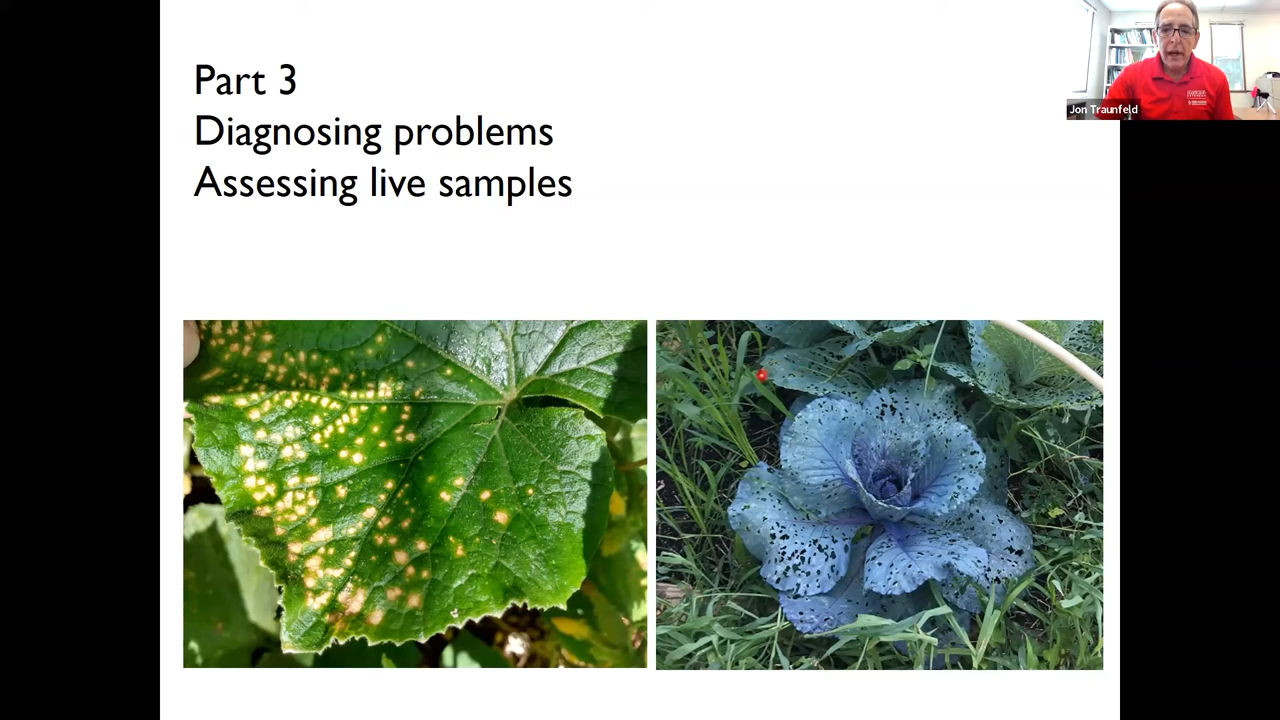 Part 3
Diagnosing problems
Assessing live samples
Jon Traunfeld